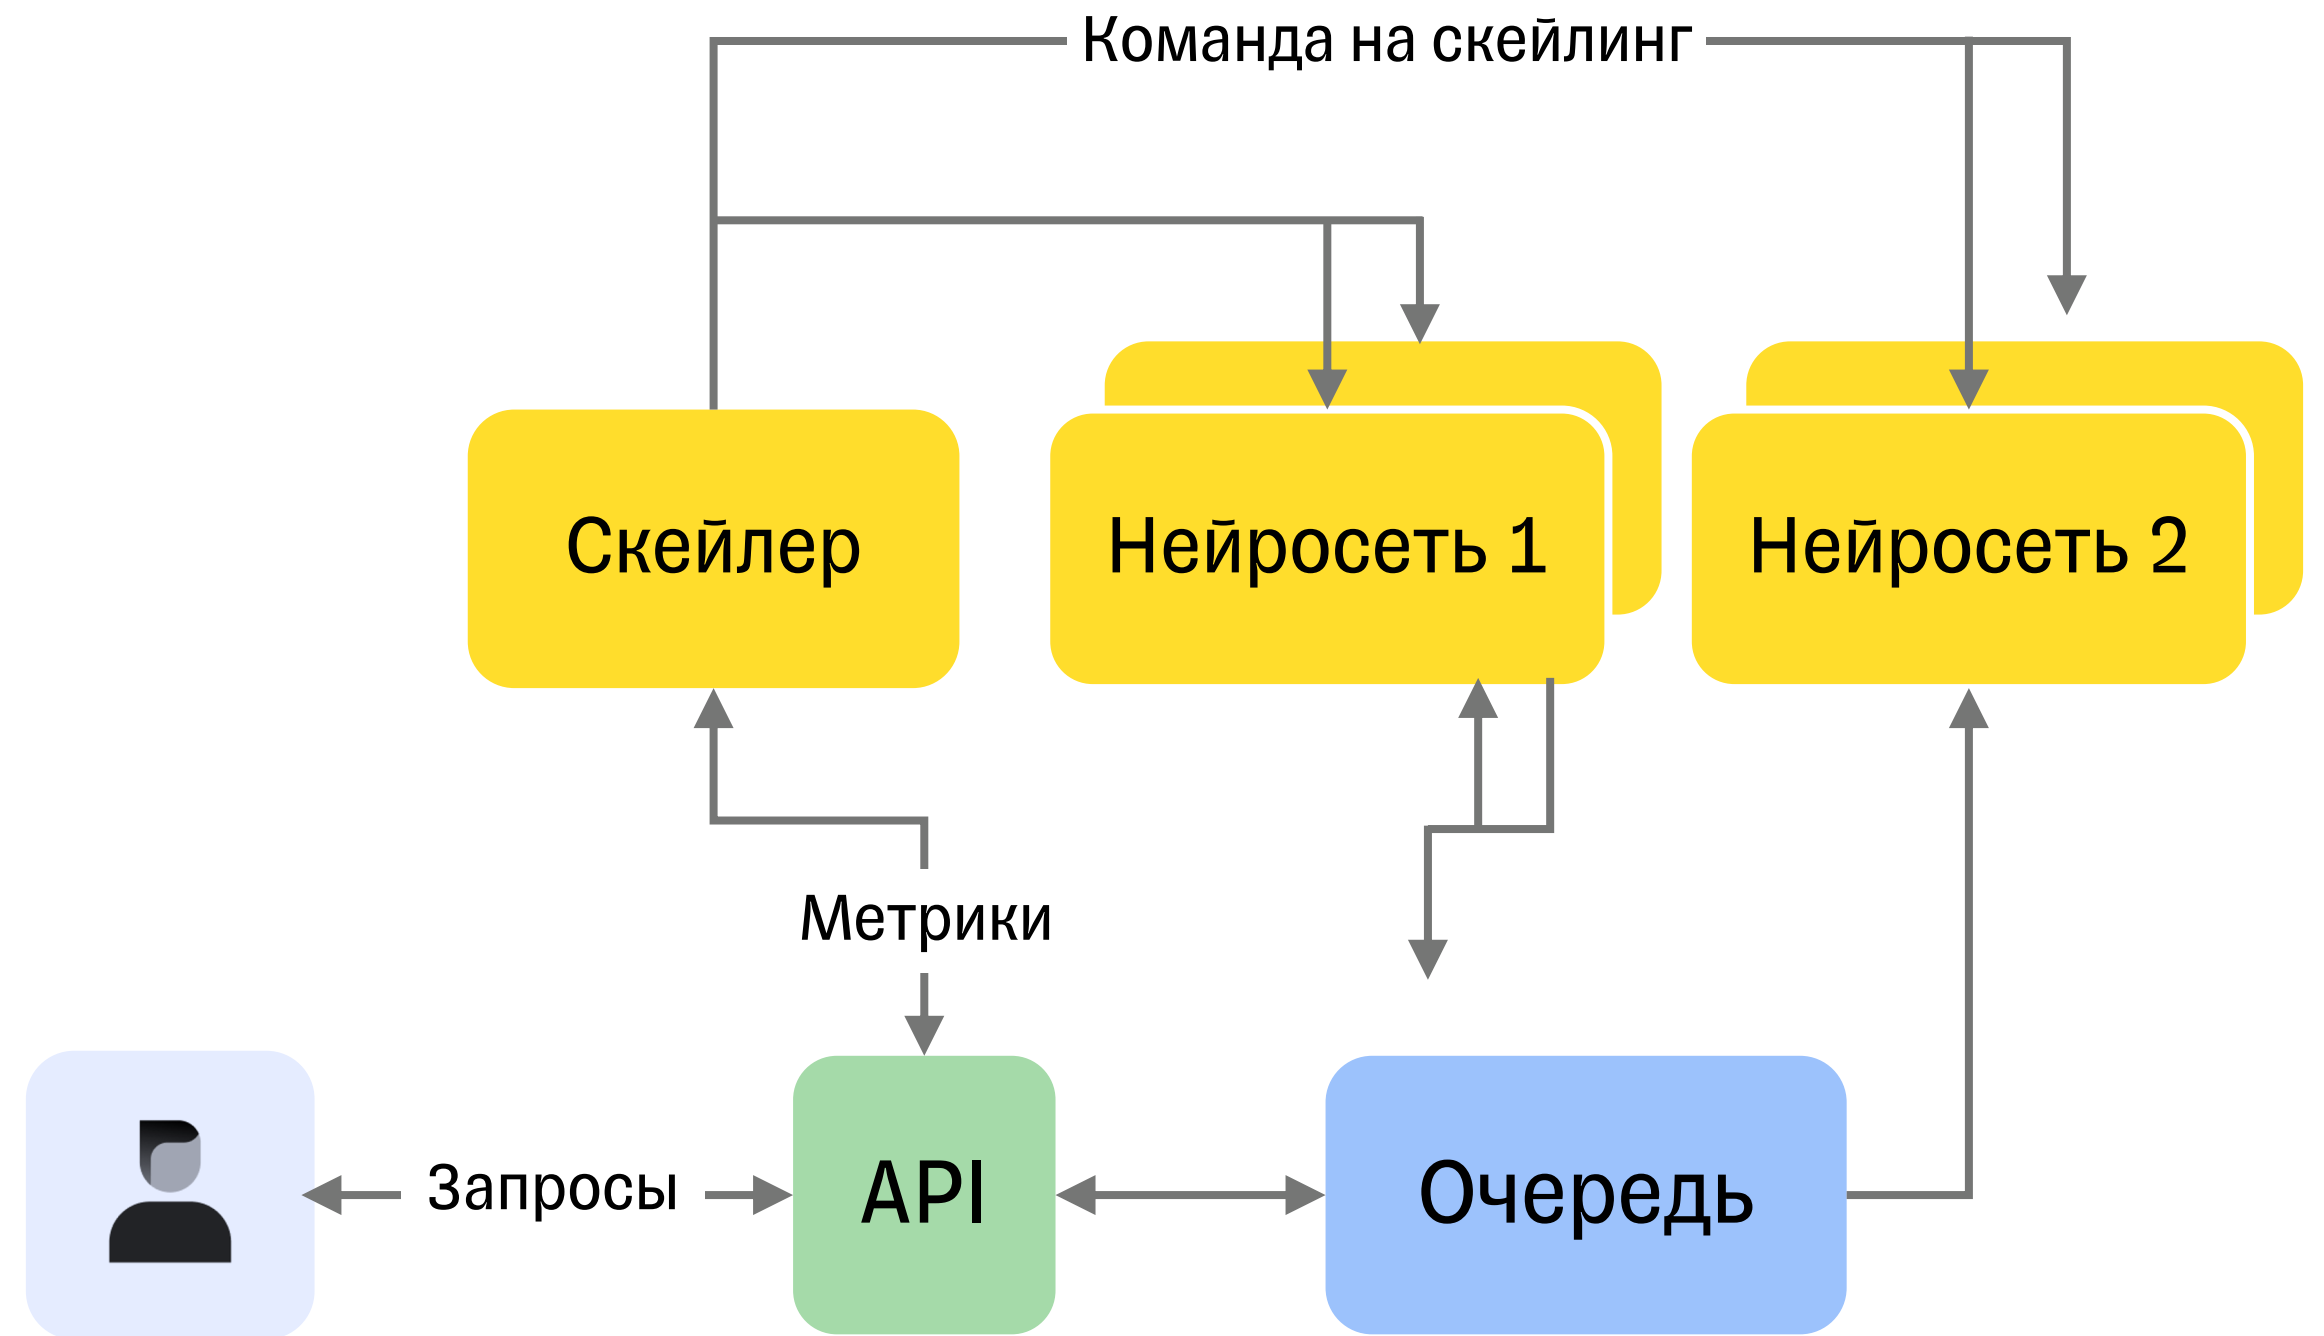 Команда на скейлинг
Скейлер
Нейросеть 1
Нейросеть 2
Метрики
Запросы
API
Очередь